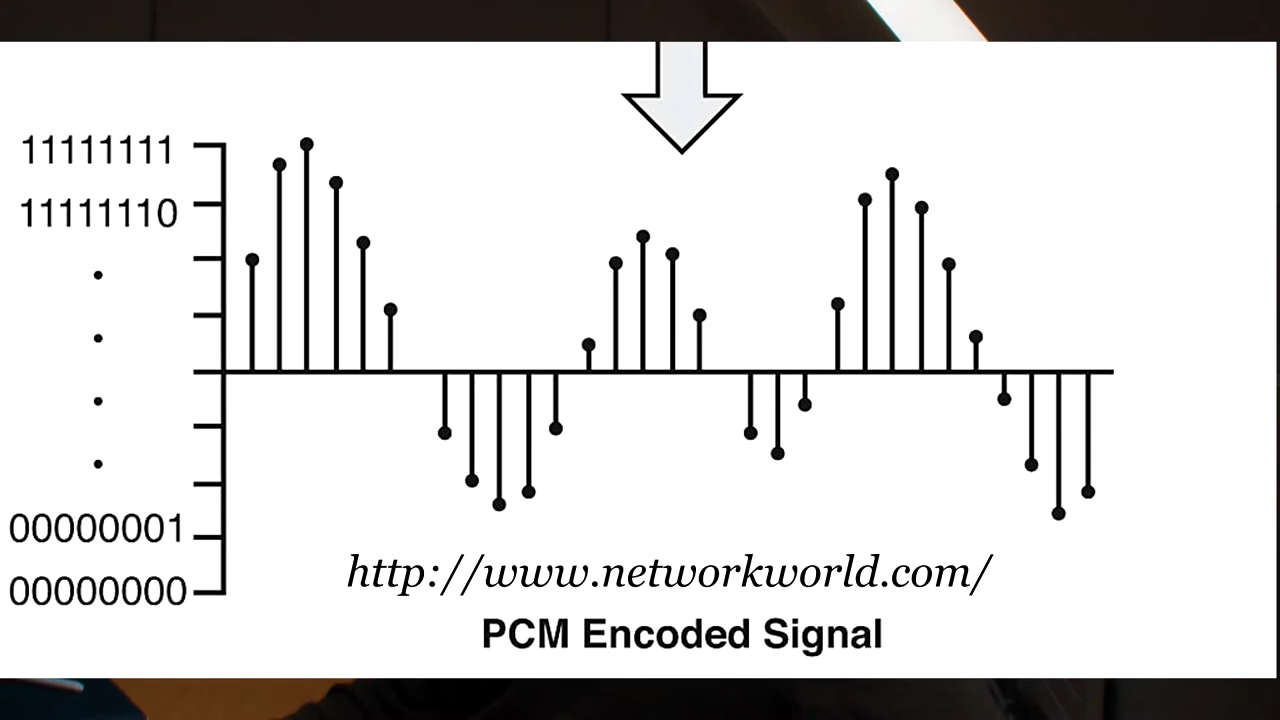 11111111
11111110
00000001
00000000
http://www.networkworld.com/
PCM Encoded Signal